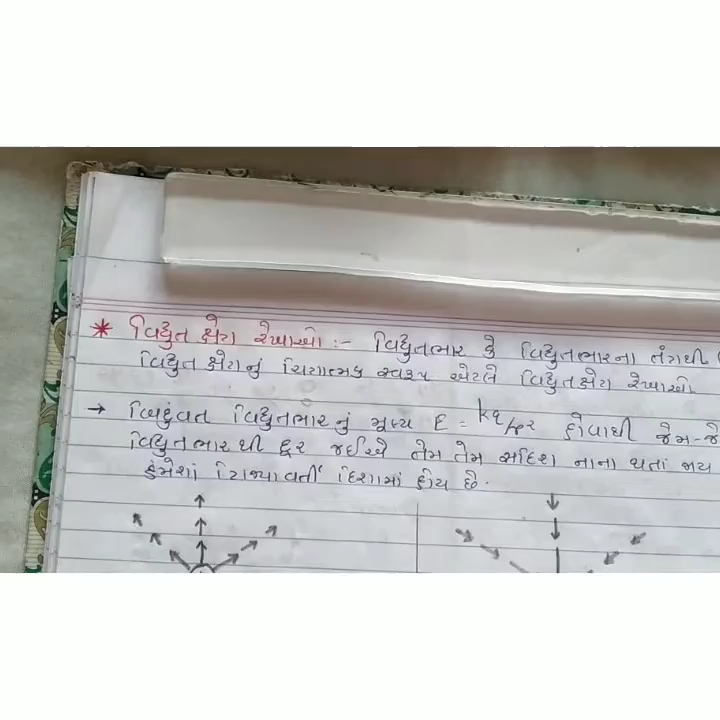 * વિદ્યુત ક્ષેત્ર રેખાઓ :- વિદ્યુતભાર કે વિદ્યુતભારના તંત્રથી
વિદ્યુત ક્ષેત્રનું ચિત્રાત્મક સ્વરૂપ એટલે વિદ્યુતક્ષેત્ર રેખાઓ.
→ બિંદુવત વિદ્યુતભારનું મૂલ્ય E = kq/r² હોવાથી જેમ-જે
વિદ્યુતભારથી દુર જઈએ તેમ તેમ સદિશ નાના થતાં જાય
હંમેશાં ત્રિજ્યાવર્તી દિશામાં હોય છે.